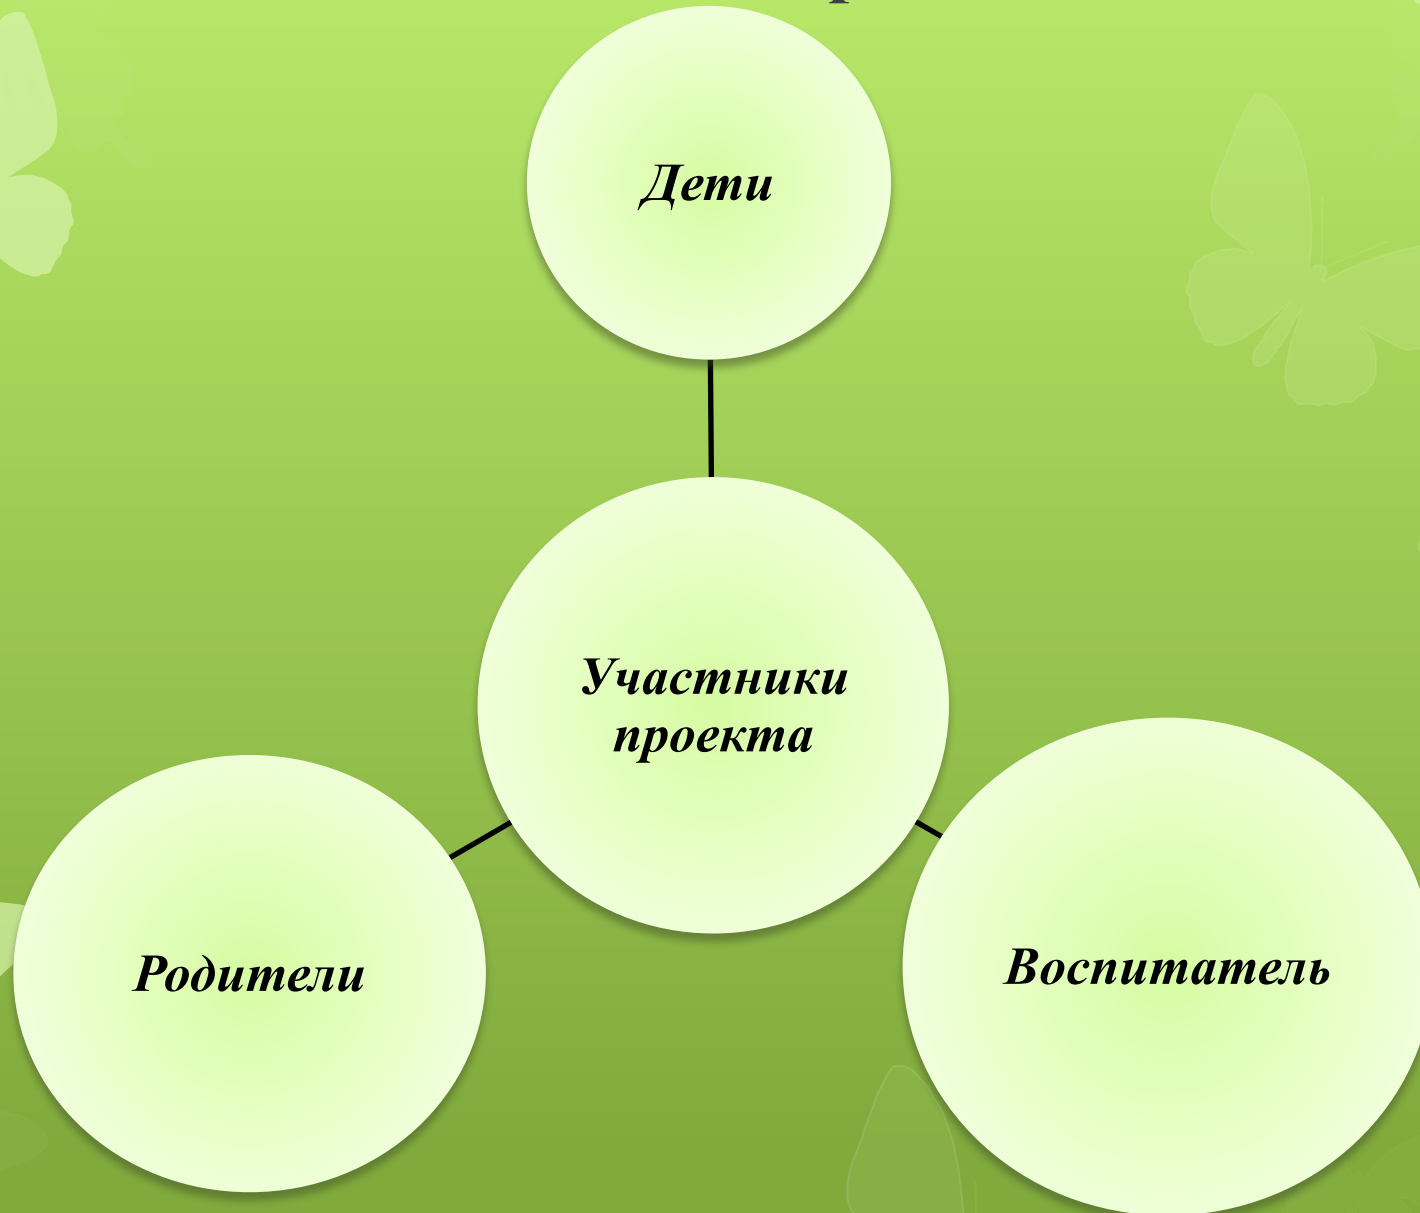 Дети
Участники
проекта
Родители
Воспитатель